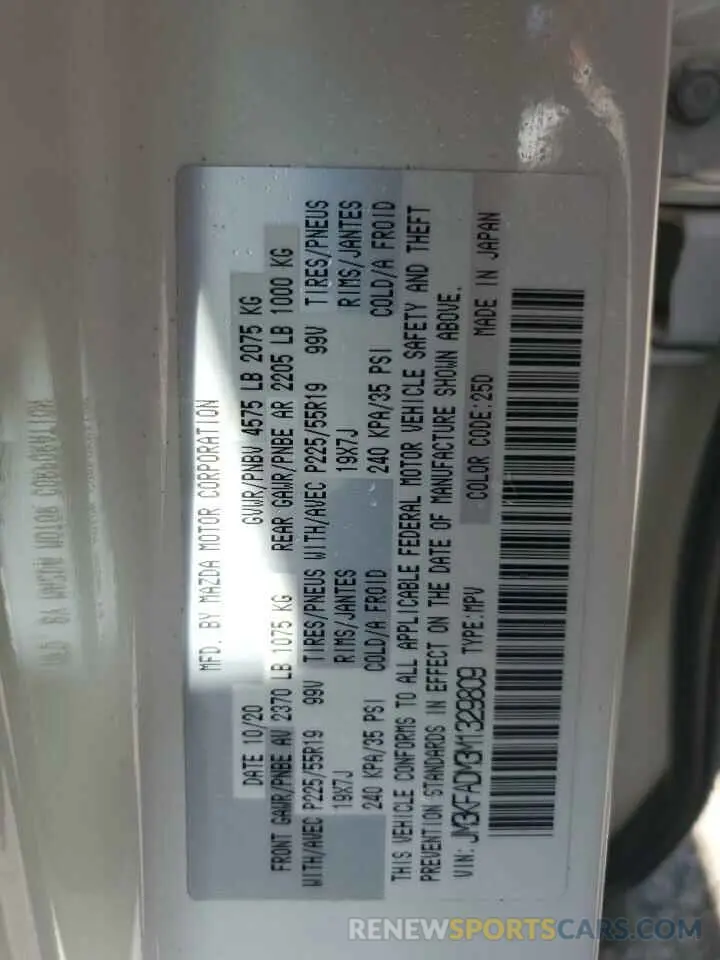 MFD. BY MAZDA MOTOR CORPORATION
DATE 10/20 GVWR/PNBV 4575 LB 2075 KG
FRONT GAWR/PNBE AV 2370 LB 1075 KG REAR GAWR/PNBE AR 2205 LB 1000 KG
WITH/AVEC P225/55R19 99V TIRES/PNEUS WITH/AVEC P225/55R19 99V TIRES/PNEUS
19X7J RIMS/JANTES 19X7J RIMS/JANTES
240 KPA/35 PSI COLD/A FROID 240 KPA/35 PSI COLD/A FROID
THIS VEHICLE CONFORMS TO ALL APPLICABLE FEDERAL MOTOR VEHICLE SAFETY AND THEFT
PREVENTION STANDARDS IN EFFECT ON THE DATE OF MANUFACTURE SHOWN ABOVE.
VIN: JM3KFADM3M1329809 TYPE:MPV COLOR CODE:25D MADE IN JAPAN
RENEWSPORTSCARS.COM